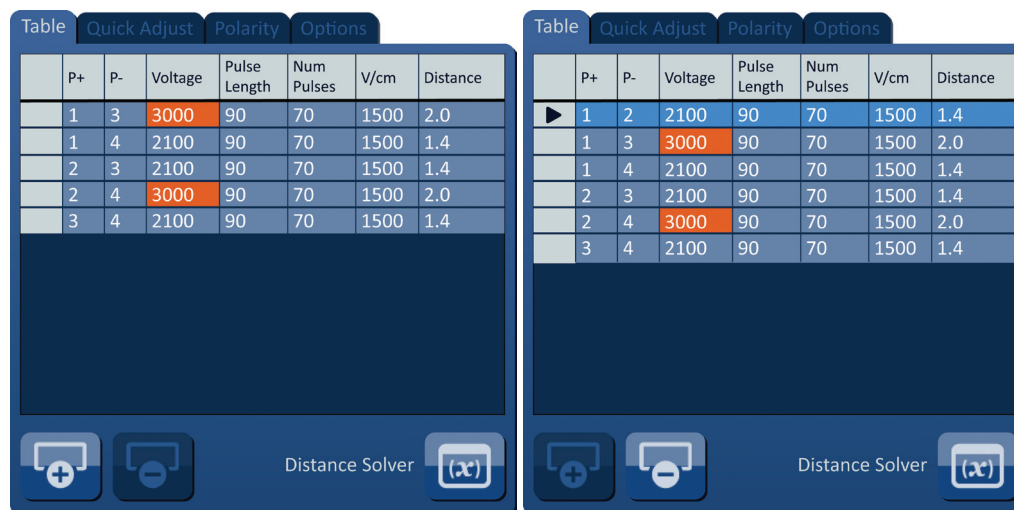 Table Quick Adjust Polarity Options
P+ P- Voltage Pulse Length Num Pulses V/cm Distance
1 3 3000 90 70 1500 2.0
1 4 2100 90 70 1500 1.4
2 3 2100 90 70 1500 1.4
2 4 3000 90 70 1500 2.0
3 4 2100 90 70 1500 1.4
Distance Solver (x)
Table Quick Adjust Polarity Options
P+ P- Voltage Pulse Length Num Pulses V/cm Distance
1 2 2100 90 70 1500 1.4
1 3 3000 90 70 1500 2.0
1 4 2100 90 70 1500 1.4
2 3 2100 90 70 1500 1.4
2 4 3000 90 70 1500 2.0
3 4 2100 90 70 1500 1.4
Distance Solver (x)